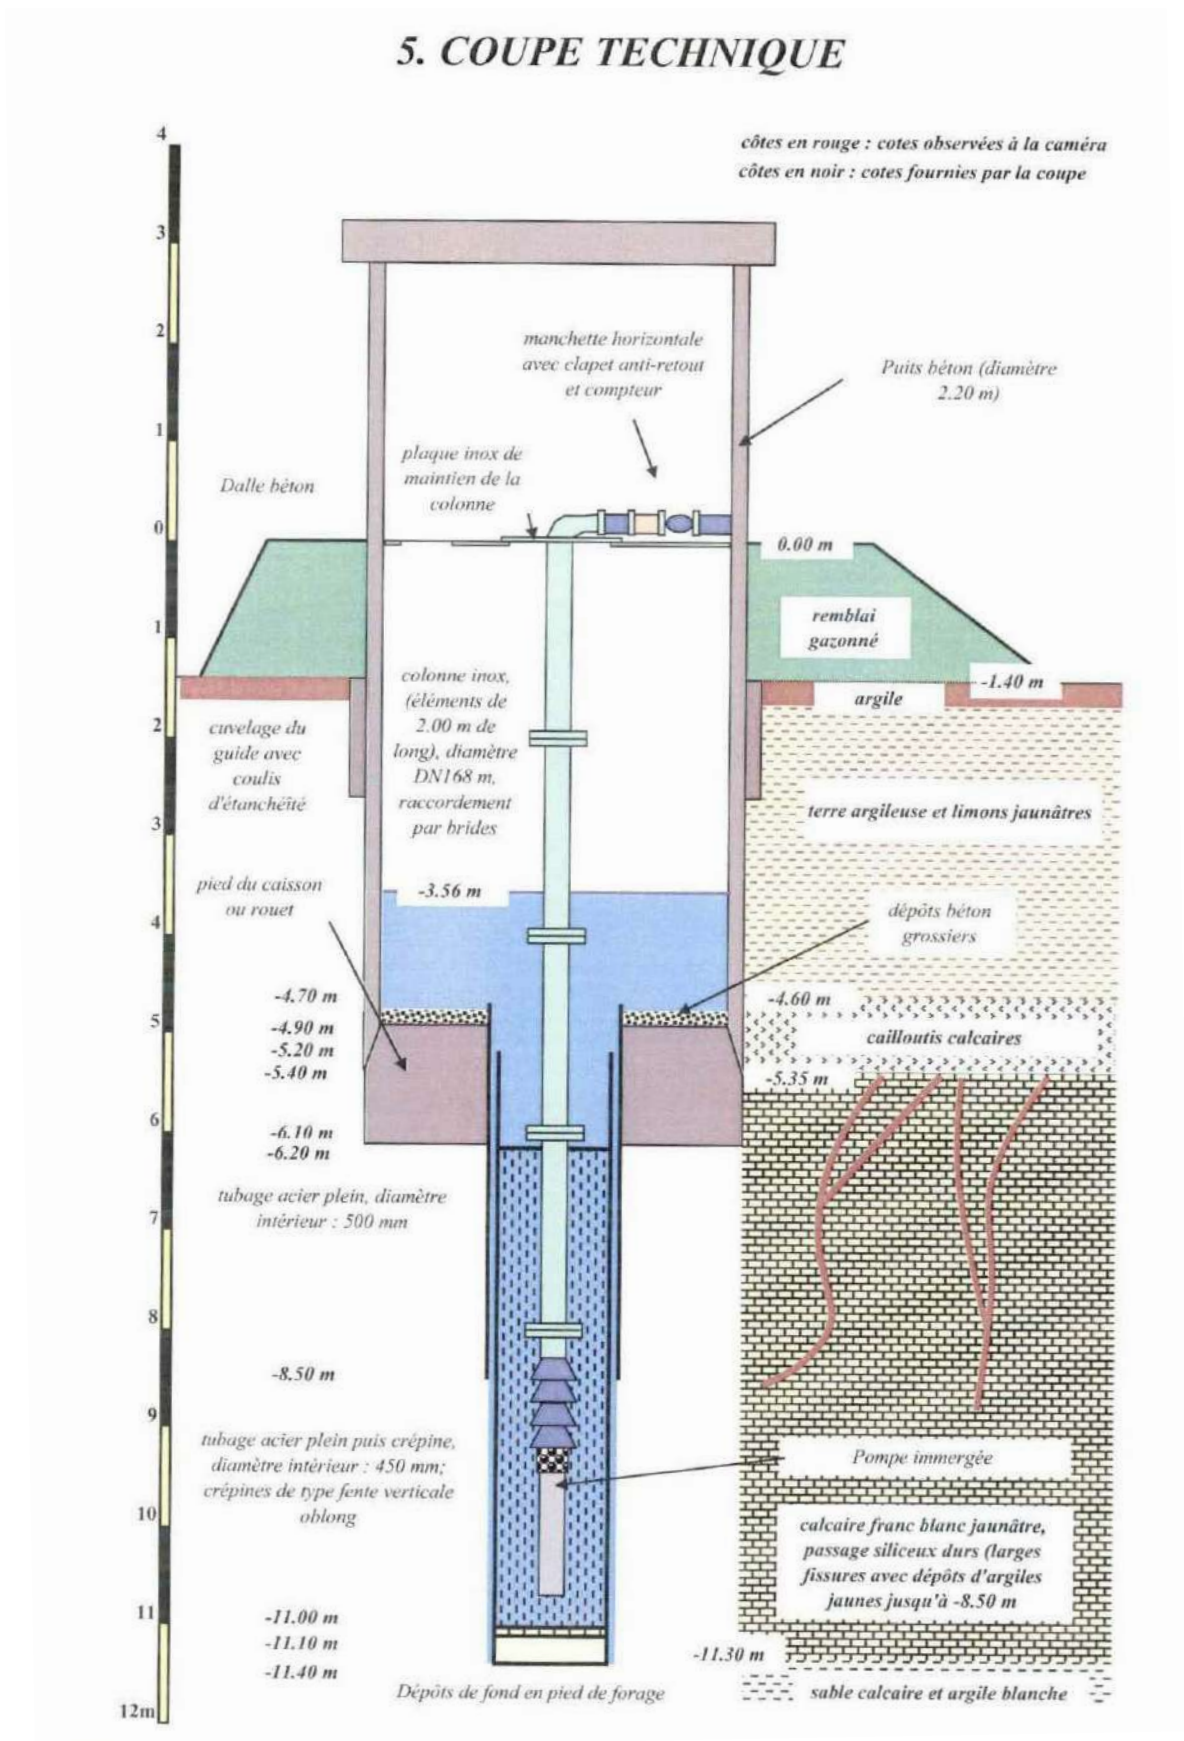 5. COUPE TECHNIQUE
côtes en rouge : cotes observées à la caméra
côtes en noir : cotes fournies par la coupe
4
3
2
1
0
1
2
3
4
5
6
7
8
9
10
11
12m
manchette horizontale
avec clapet anti-retout
et compteur
Puits béton (diamètre
2.20 m)
plaque inox de
maintien de la
colonne
Dalle béton
0.00 m
remblai
gazonné
-1.40 m
argile
colonne inox,
(éléments de
2.00 m de
long), diamètre
DN168 m,
raccordement
par brides
cuvelage du
guide avec
coulis
d'étanchéité
terre argileuse et limons jaunâtres
pied du caisson
ou rouet
-3.56 m
dépôts béton
grossiers
-4.70 m
-4.90 m
-5.20 m
-5.40 m
-4.60 m
cailloutis calcaires
-5.35 m
-6.10 m
-6.20 m
tubage acier plein, diamètre
intérieur : 500 mm
-8.50 m
tubage acier plein puis crépine,
diamètre intérieur : 450 mm;
crépines de type fente verticale
oblong
Pompe immergée
calcaire franc blanc jaunâtre,
passage siliceux durs (larges
fissures avec dépôts d'argiles
jaunes jusqu'à -8.50 m
-11.00 m
-11.10 m
-11.40 m
-11.30 m
Dépôts de fond en pied de forage
sable calcaire et argile blanche